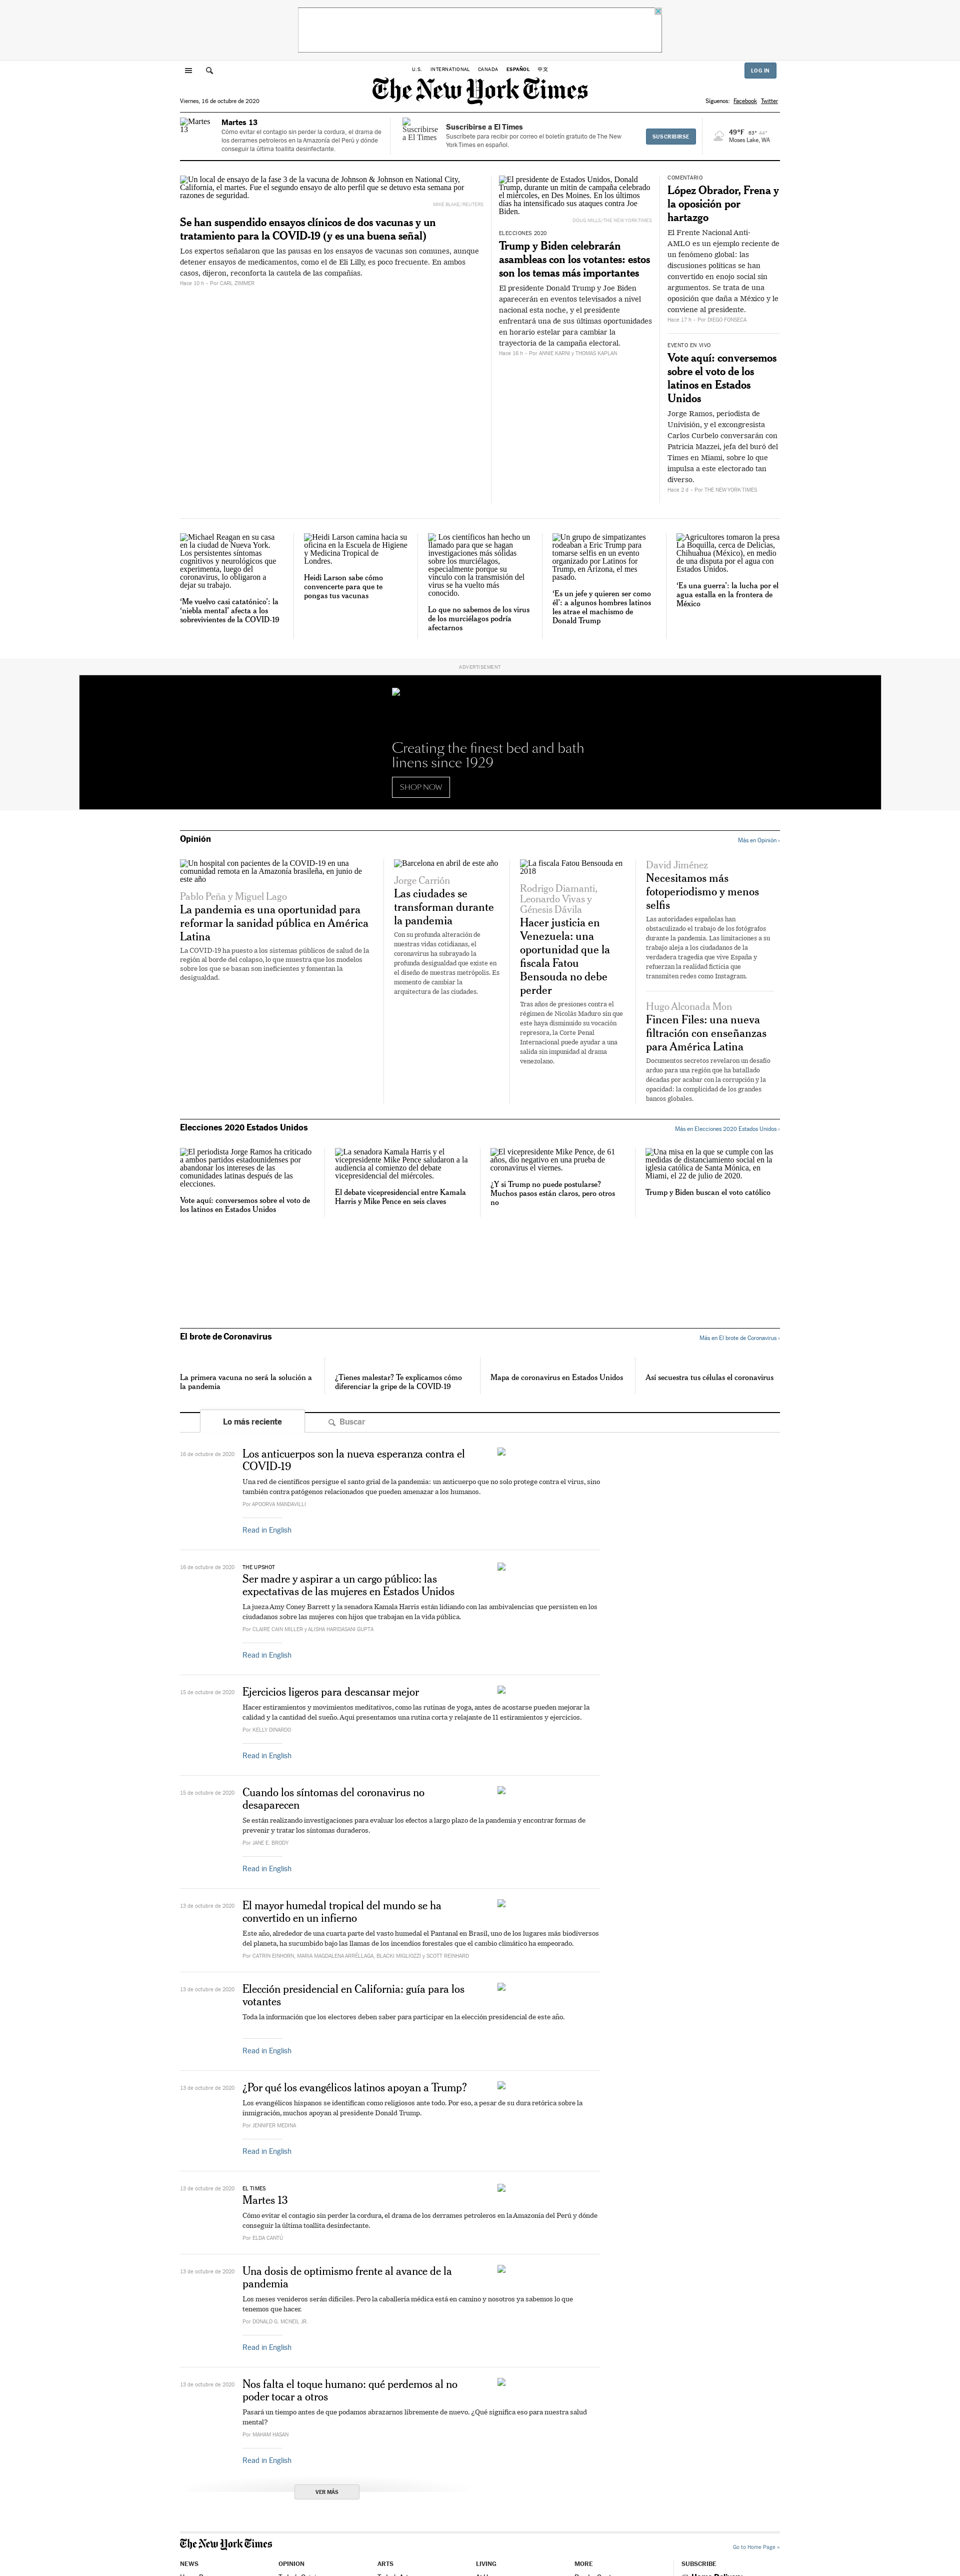 U.S. INTERNATIONAL CANADA ESPAÑOL 中文
LOG IN
The New York Times
Viernes, 16 de octubre de 2020
Síguenos: Facebook Twitter
Martes 13
Martes 13
Cómo evitar el contagio sin perder la cordura, el drama de los derrames petroleros en la Amazonía del Perú y dónde conseguir la última toallita desinfectante.
Suscribirse a El Times
Suscribirse a El Times
Suscríbete para recibir por correo el boletín gratuito de The New York Times en español.
SUSCRIBIRSE
49°F 63° 44°
Moses Lake, WA
Un local de ensayo de la fase 3 de la vacuna de Johnson & Johnson en National City,
California, el martes. Fue el segundo ensayo de alto perfil que se detuvo esta semana por
razones de seguridad.
MIKE BLAKE/REUTERS
Se han suspendido ensayos clínicos de dos vacunas y un
tratamiento para la COVID-19 (y es una buena señal)
Los expertos señalaron que las pausas en los ensayos de vacunas son comunes, aunque
detener ensayos de medicamentos, como el de Eli Lilly, es poco frecuente. En ambos
casos, dijeron, reconforta la cautela de las compañías.
Hace 10 h – Por CARL ZIMMER
El presidente de Estados Unidos, Donald
Trump, durante un mitin de campaña celebrado
el miércoles, en Des Moines. En los últimos
días ha intensificado sus ataques contra Joe
Biden.
DOUG MILLS/THE NEW YORK TIMES
ELECCIONES 2020
Trump y Biden celebrarán
asambleas con los votantes: estos
son los temas más importantes
El presidente Donald Trump y Joe Biden
aparecerán en eventos televisados a nivel
nacional esta noche, y el presidente
enfrentará una de sus últimas oportunidades
en horario estelar para cambiar la
trayectoria de la campaña electoral.
Hace 16 h – Por ANNIE KARNI y THOMAS KAPLAN
COMENTARIO
López Obrador, Frena y
la oposición por
hartazgo
El Frente Nacional Anti-
AMLO es un ejemplo reciente de
un fenómeno global: las
discusiones políticas se han
convertido en enojo social sin
argumentos. Se trata de una
oposición que daña a México y le
conviene al presidente.
Hace 17 h – Por DIEGO FONSECA
EVENTO EN VIVO
Vote aquí: conversemos
sobre el voto de los
latinos en Estados
Unidos
Jorge Ramos, periodista de
Univisión, y el excongresista
Carlos Curbelo conversarán con
Patricia Mazzei, jefa del buró del
Times en Miami, sobre lo que
impulsa a este electorado tan
diverso.
Hace 2 d – Por THE NEW YORK TIMES
Michael Reagan en su casa
en la ciudad de Nueva York.
Los persistentes síntomas
cognitivos y neurológicos que
experimenta, luego del
coronavirus, lo obligaron a
dejar su trabajo.
‘Me vuelvo casi catatónico’: la
‘niebla mental’ afecta a los
sobrevivientes de la COVID-19
Heidi Larson camina hacia su
oficina en la Escuela de Higiene
y Medicina Tropical de
Londres.
Heidi Larson sabe cómo
convencerte para que te
pongas tus vacunas
Los científicos han hecho un
llamado para que se hagan
investigaciones más sólidas
sobre los murciélagos,
especialmente porque su
vínculo con la transmisión del
virus se ha vuelto más
conocido.
Lo que no sabemos de los virus
de los murciélagos podría
afectarnos
Un grupo de simpatizantes
rodeaban a Eric Trump para
tomarse selfis en un evento
organizado por Latinos for
Trump, en Arizona, el mes
pasado.
‘Es un jefe y quieren ser como
él’: a algunos hombres latinos
les atrae el machismo de
Donald Trump
Agricultores tomaron la presa
La Boquilla, cerca de Delicias,
Chihuahua (México), en medio
de una disputa por el agua con
Estados Unidos.
‘Es una guerra’: la lucha por el
agua estalla en la frontera de
México
ADVERTISEMENT
Creating the finest bed and bath
linens since 1929
SHOP NOW
Opinión
Más en Opinión ›
Un hospital con pacientes de la COVID-19 en una
comunidad remota en la Amazonía brasileña, en junio de
este año
Pablo Peña y Miguel Lago
La pandemia es una oportunidad para
reformar la sanidad pública en América
Latina
La COVID-19 ha puesto a los sistemas públicos de salud de la
región al borde del colapso, lo que muestra que los modelos
sobre los que se basan son ineficientes y fomentan la
desigualdad.
Barcelona en abril de este año
Jorge Carrión
Las ciudades se
transforman durante
la pandemia
Con su profunda alteración de
nuestras vidas cotidianas, el
coronavirus ha subrayado la
profunda desigualdad que existe en
el diseño de nuestras metrópolis. Es
momento de cambiar la
arquitectura de las ciudades.
La fiscala Fatou Bensouda en
2018
Rodrigo Diamanti,
Leonardo Vivas y
Génesis Dávila
Hacer justicia en
Venezuela: una
oportunidad que la
fiscala Fatou
Bensouda no debe
perder
Tras años de presiones contra el
régimen de Nicolás Maduro sin que
este haya disminuido su vocación
represora, la Corte Penal
Internacional puede ayudar a una
salida sin impunidad al drama
venezolano.
David Jiménez
Necesitamos más
fotoperiodismo y menos
selfis
Las autoridades españolas han
obstaculizado el trabajo de los fotógrafos
durante la pandemia. Las limitaciones a su
trabajo aleja a los ciudadanos de la
verdadera tragedia que vive España y
refuerzan la realidad ficticia que
transmiten redes como Instagram.
Hugo Alconada Mon
Fincen Files: una nueva
filtración con enseñanzas
para América Latina
Documentos secretos revelaron un desafío
arduo para una región que ha batallado
décadas por acabar con la corrupción y la
opacidad: la complicidad de los grandes
bancos globales.
Elecciones 2020 Estados Unidos
Más en Elecciones 2020 Estados Unidos ›
El periodista Jorge Ramos ha criticado
a ambos partidos estadounidenses por
abandonar los intereses de las
comunidades latinas después de las
elecciones.
Vote aquí: conversemos sobre el voto de
los latinos en Estados Unidos
La senadora Kamala Harris y el
vicepresidente Mike Pence saludaron a la
audiencia al comienzo del debate
vicepresidencial del miércoles.
El debate vicepresidencial entre Kamala
Harris y Mike Pence en seis claves
El vicepresidente Mike Pence, de 61
años, dio negativo en una prueba de
coronavirus el viernes.
¿Y si Trump no puede postularse?
Muchos pasos están claros, pero otros
no
Una misa en la que se cumple con las
medidas de distanciamiento social en la
iglesia católica de Santa Mónica, en
Miami, el 22 de julio de 2020.
Trump y Biden buscan el voto católico
El brote de Coronavirus
Más en El brote de Coronavirus ›
La primera vacuna no será la solución a
la pandemia
¿Tienes malestar? Te explicamos cómo
diferenciar la gripe de la COVID-19
Mapa de coronavirus en Estados Unidos
Así secuestra tus células el coronavirus
Lo más reciente
Buscar
16 de octubre de 2020
Los anticuerpos son la nueva esperanza contra el
COVID-19
Una red de científicos persigue el santo grial de la pandemia: un anticuerpo que no solo protege contra el virus, sino
también contra patógenos relacionados que pueden amenazar a los humanos.
Por APOORVA MANDAVILLI
Read in English
16 de octubre de 2020
THE UPSHOT
Ser madre y aspirar a un cargo público: las
expectativas de las mujeres en Estados Unidos
La jueza Amy Coney Barrett y la senadora Kamala Harris están lidiando con las ambivalencias que persisten en los
ciudadanos sobre las mujeres con hijos que trabajan en la vida pública.
Por CLAIRE CAIN MILLER y ALISHA HARIDASANI GUPTA
Read in English
15 de octubre de 2020
Ejercicios ligeros para descansar mejor
Hacer estiramientos y movimientos meditativos, como las rutinas de yoga, antes de acostarse pueden mejorar la
calidad y la cantidad del sueño. Aquí presentamos una rutina corta y relajante de 11 estiramientos y ejercicios.
Por KELLY DINARDO
Read in English
15 de octubre de 2020
Cuando los síntomas del coronavirus no
desaparecen
Se están realizando investigaciones para evaluar los efectos a largo plazo de la pandemia y encontrar formas de
prevenir y tratar los síntomas duraderos.
Por JANE E. BRODY
Read in English
13 de octubre de 2020
El mayor humedal tropical del mundo se ha
convertido en un infierno
Este año, alrededor de una cuarta parte del vasto humedal el Pantanal en Brasil, uno de los lugares más biodiversos
del planeta, ha sucumbido bajo las llamas de los incendios forestales que el cambio climático ha empeorado.
Por CATRIN EINHORN, MARIA MAGDALENA ARRÉLLAGA, BLACKI MIGLIOZZI y SCOTT REINHARD
13 de octubre de 2020
Elección presidencial en California: guía para los
votantes
Toda la información que los electores deben saber para participar en la elección presidencial de este año.
Read in English
13 de octubre de 2020
¿Por qué los evangélicos latinos apoyan a Trump?
Los evangélicos hispanos se identifican como religiosos ante todo. Por eso, a pesar de su dura retórica sobre la
inmigración, muchos apoyan al presidente Donald Trump.
Por JENNIFER MEDINA
Read in English
13 de octubre de 2020
EL TIMES
Martes 13
Cómo evitar el contagio sin perder la cordura, el drama de los derrames petroleros en la Amazonía del Perú y dónde
conseguir la última toallita desinfectante.
Por ELDA CANTÚ
13 de octubre de 2020
Una dosis de optimismo frente al avance de la
pandemia
Los meses venideros serán difíciles. Pero la caballería médica está en camino y nosotros ya sabemos lo que
tenemos que hacer.
Por DONALD G. MCNEIL JR.
Read in English
13 de octubre de 2020
Nos falta el toque humano: qué perdemos al no
poder tocar a otros
Pasará un tiempo antes de que podamos abrazarnos libremente de nuevo. ¿Qué significa eso para nuestra salud
mental?
Por MAHAM HASAN
Read in English
VER MÁS
The New York Times
Go to Home Page »
NEWS
OPINION
ARTS
LIVING
MORE
SUBSCRIBE